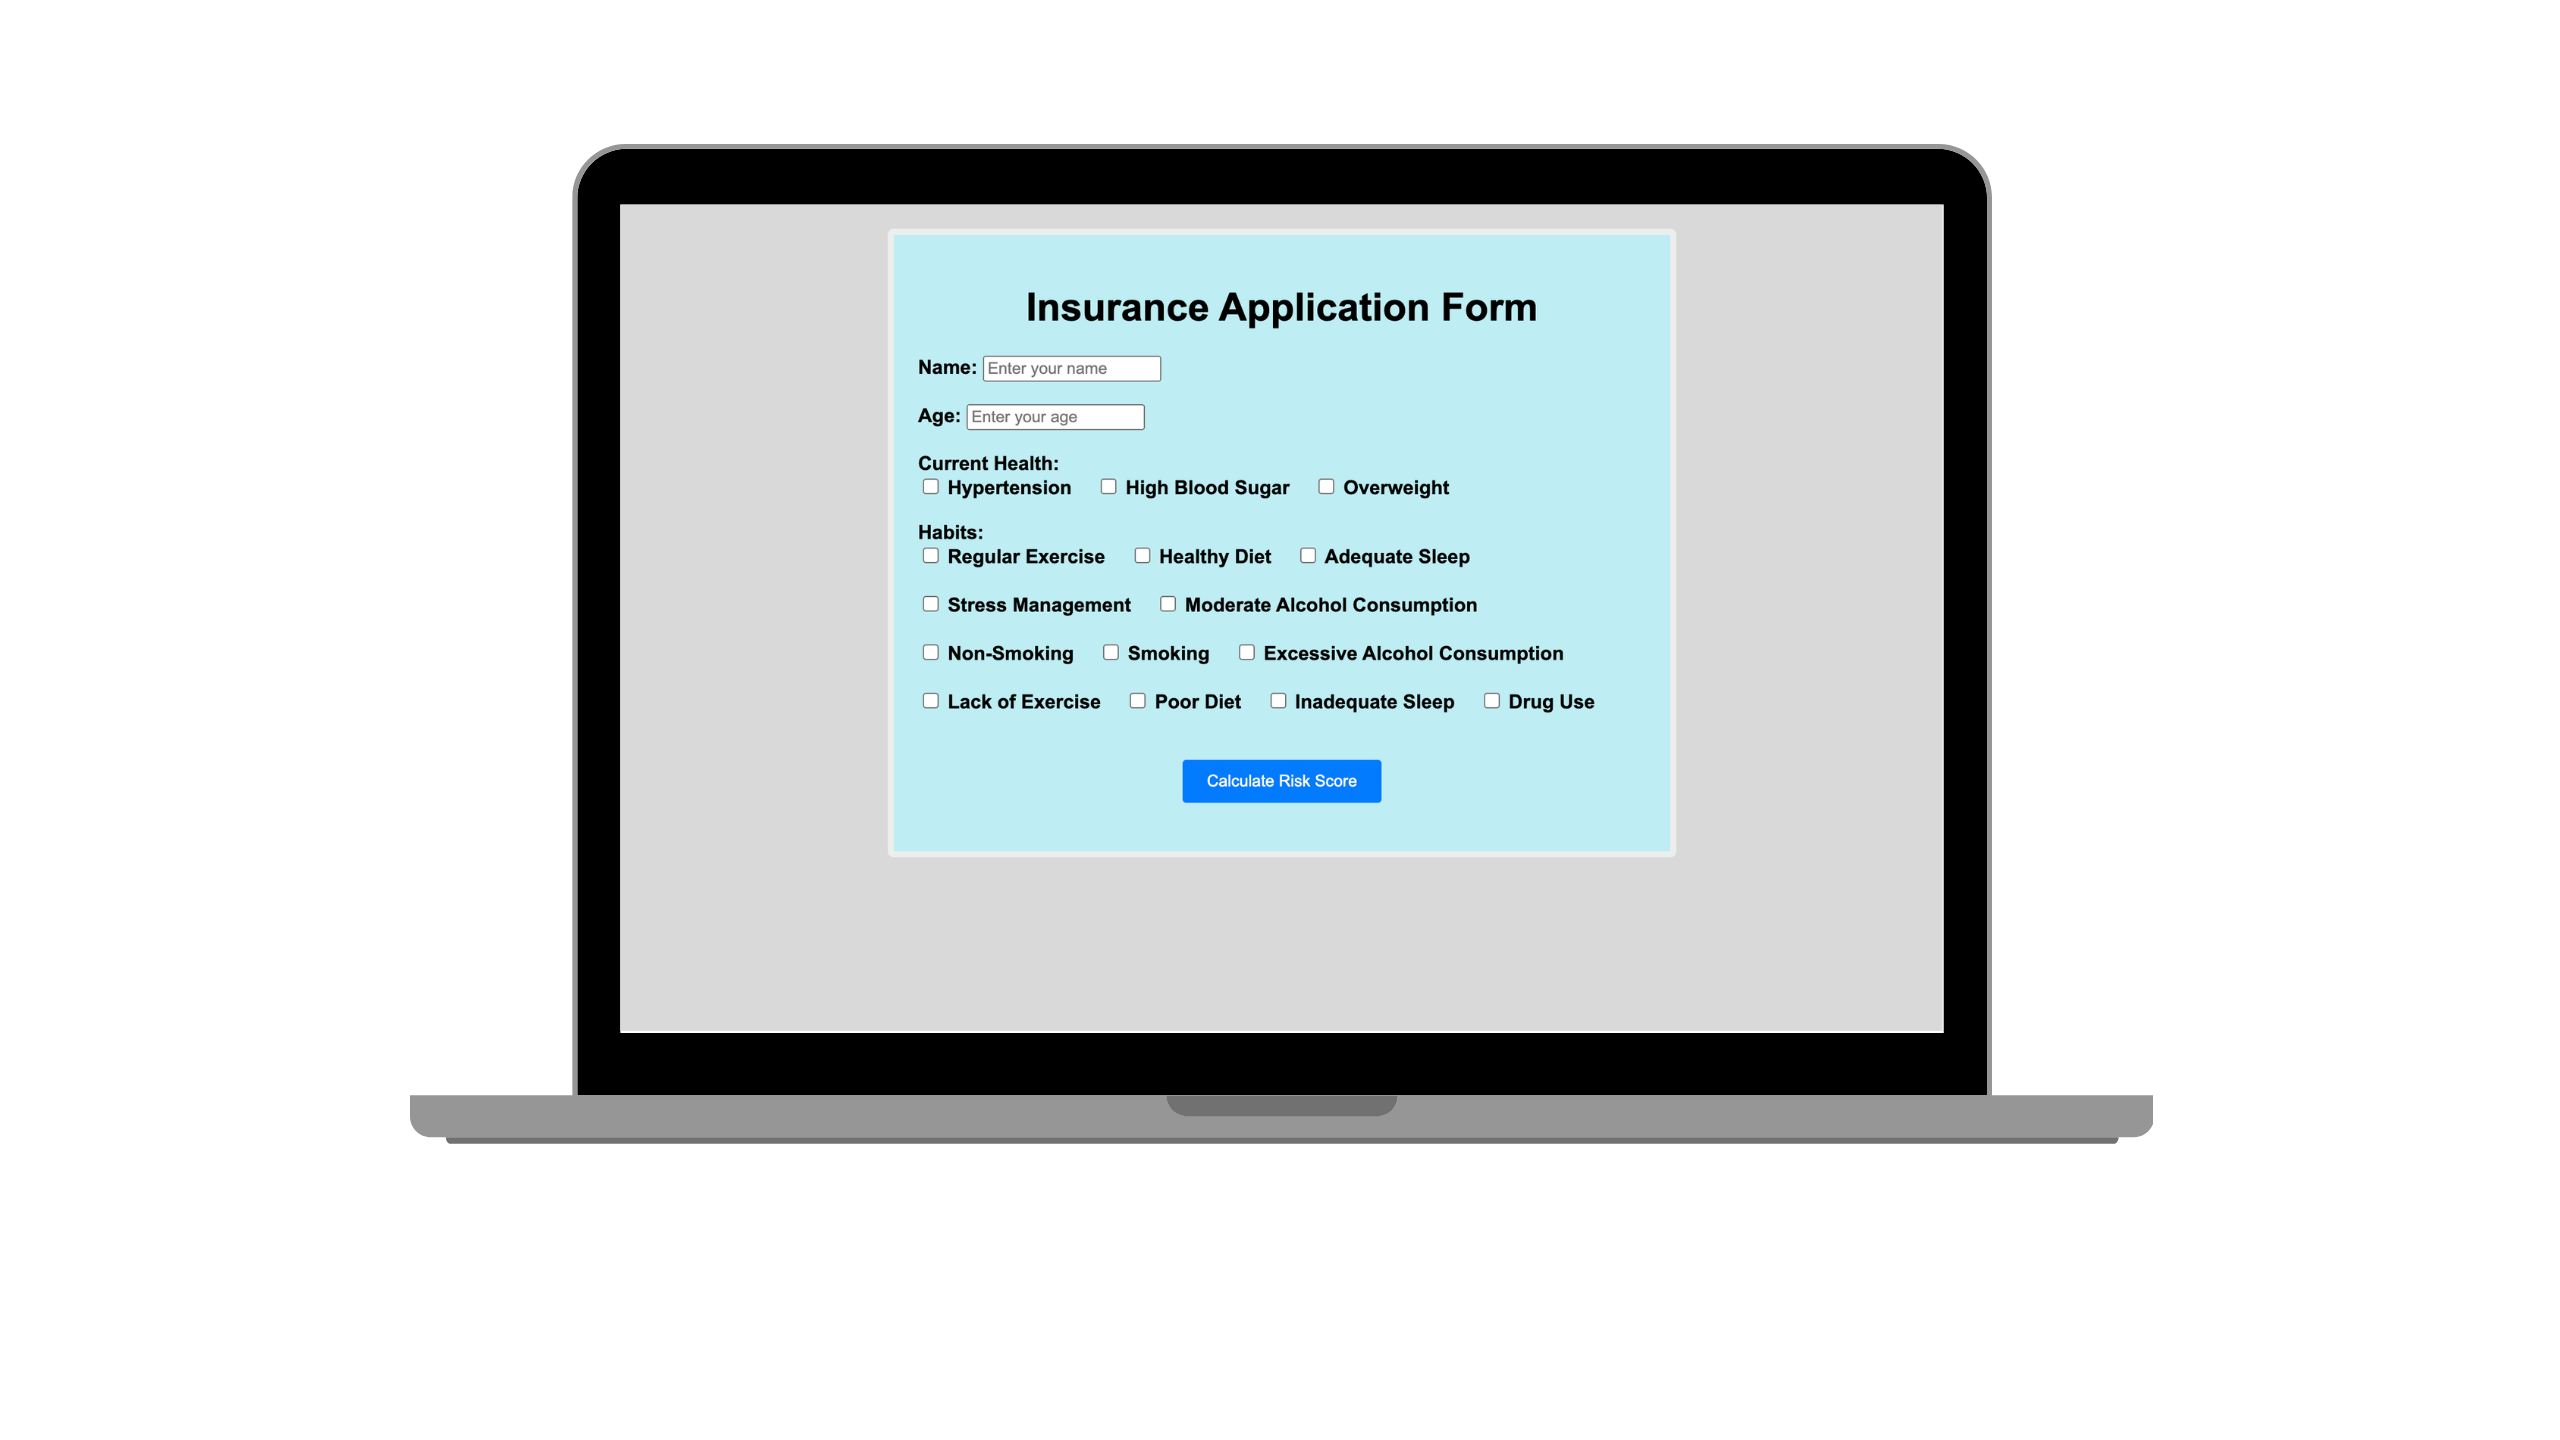 Insurance Application Form
Name: Enter your name
Age: Enter your age
Current Health:
Hypertension High Blood Sugar Overweight
Habits:
Regular Exercise Healthy Diet Adequate Sleep
Stress Management Moderate Alcohol Consumption
Non-Smoking Smoking Excessive Alcohol Consumption
Lack of Exercise Poor Diet Inadequate Sleep Drug Use
Calculate Risk Score